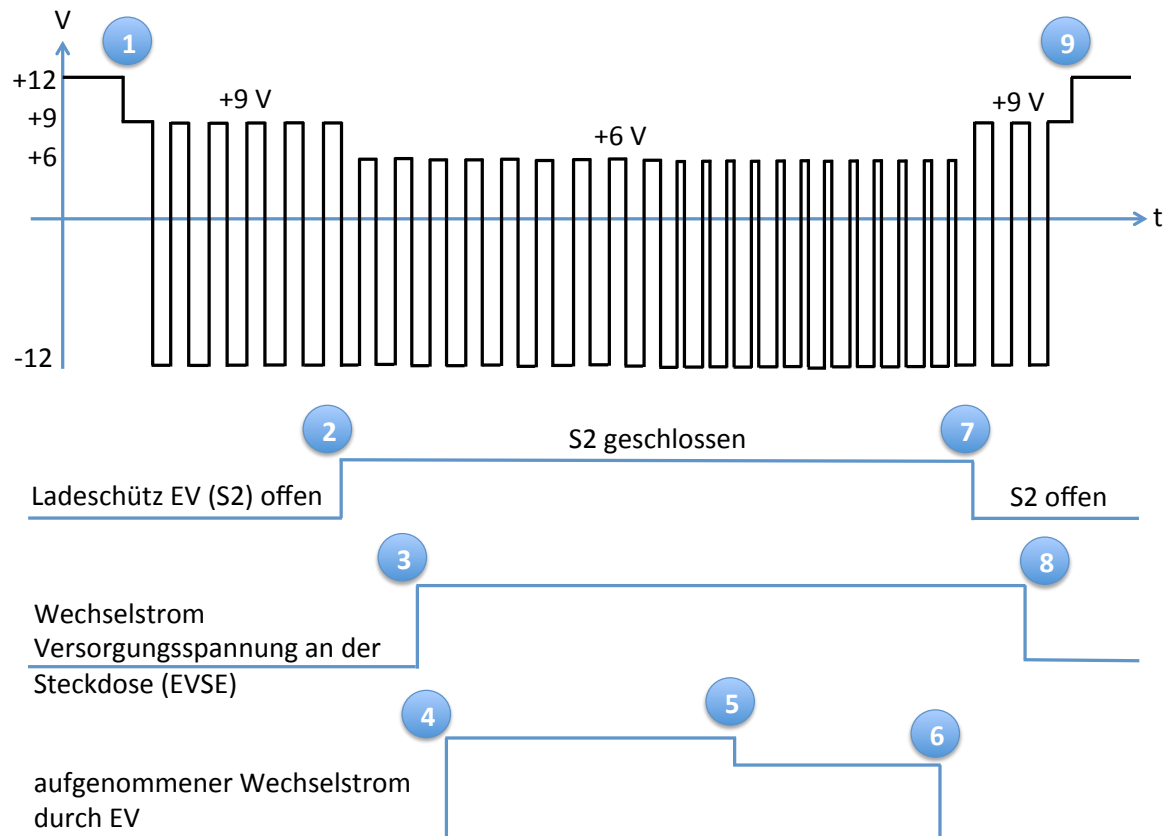 V
1
9
+12
+9 V
+9 V
+9
+6 V
+6
t
-12
2
S2 geschlossen
7
Ladeschütz EV (S2) offen
S2 offen
3
8
Wechselstrom
Versorgungsspannung an der
Steckdose (EVSE)
4
5
6
aufgenommener Wechselstrom
durch EV